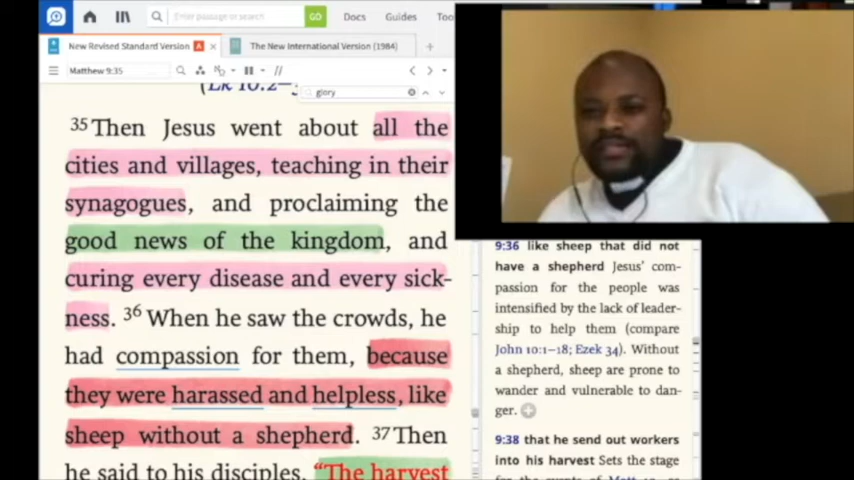 Enter passage or search
GO
Docs
Guides
Too
New Revised Standard Version A ×
The New International Version (1984)
+
Matthew 9:35
glory
35 Then Jesus went about all the
cities and villages, teaching in their
synagogues, and proclaiming the
good news of the kingdom, and
curing every disease and every sick-
ness. 36 When he saw the crowds, he
had compassion for them, because
they were harassed and helpless, like
sheep without a shepherd. 37 Then
he said to his disciples, “The harvest
9:36 like sheep that did not
have a shepherd Jesus’ com-
passion for the people was
intensified by the lack of leader-
ship to help them (compare
John 10:1–18; Ezek 34). Without
a shepherd, sheep are prone to
wander and vulnerable to dan-
ger.
9:38 that he send out workers
into his harvest Sets the stage